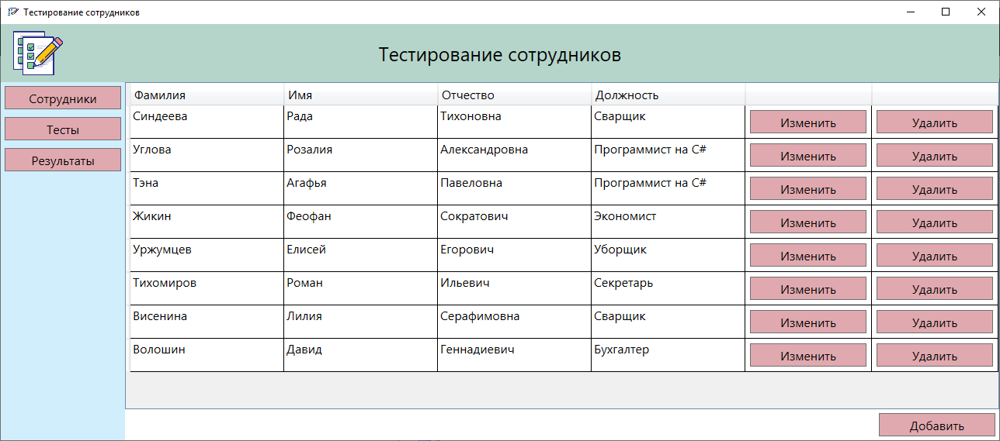 Тестирование сотрудников
Тестирование сотрудников
Сотрудники
Тесты
Результаты
Фамилия Имя Отчество Должность
Синдеева Рада Тихоновна Сварщик Изменить Удалить
Углова Розалия Александровна Программист на C# Изменить Удалить
Тэна Агафья Павеловна Программист на C# Изменить Удалить
Жикин Феофан Сократович Экономист Изменить Удалить
Уржумцев Елисей Егорович Уборщик Изменить Удалить
Тихомиров Роман Ильевич Секретарь Изменить Удалить
Висенина Лилия Серафимовна Сварщик Изменить Удалить
Волошин Давид Геннадиевич Бухгалтер Изменить Удалить
Добавить